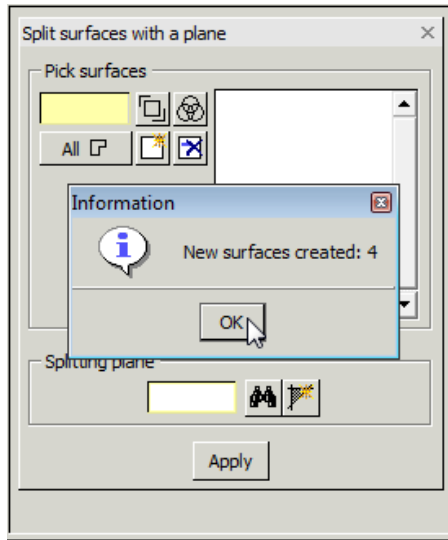 Split surfaces with a plane
Pick surfaces
All
Information
New surfaces created: 4
OK
Splitting plane
Apply